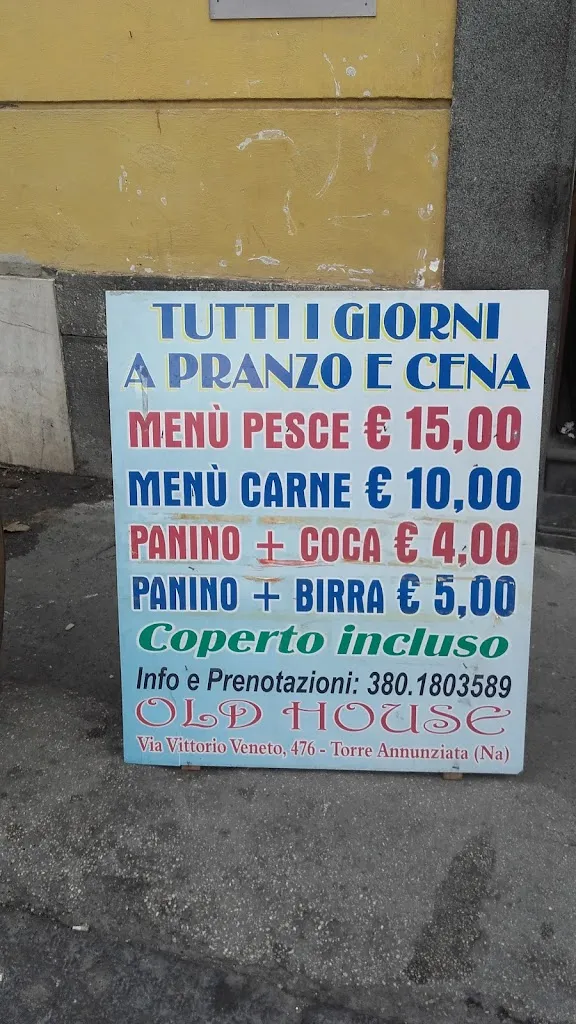 TUTTI I GIORNI
A PRANZO E CENA
MENÙ PESCE € 15,00
MENÙ CARNE € 10,00
PANINO + COCA € 4,00
PANINO + BIRRA € 5,00
Coperto incluso
Info e Prenotazioni: 380.1803589
OLD HOUSE
Via Vittorio Veneto, 476 - Torre Annunziata (Na)